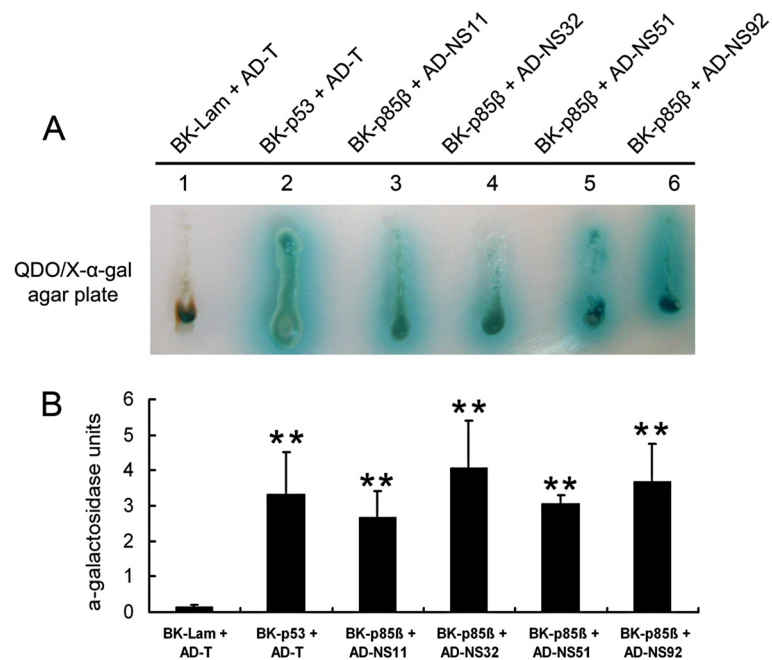 A
BK-Lam + AD-T
BK-p53 + AD-T
BK-p85β + AD-NS11
BK-p85β + AD-NS32
BK-p85β + AD-NS51
BK-p85β + AD-NS92
1 2 3 4 5 6
QDO/X-α-gal
agar plate
B
a-galactosidase units
6
5
4
3
2
1
0
** ** ** ** **
BK-Lam + BK-p53 + BK-p85ß + BK-p85ß + BK-p85ß + BK-p85ß +
AD-T AD-T AD-NS11 AD-NS32 AD-NS51 AD-NS92